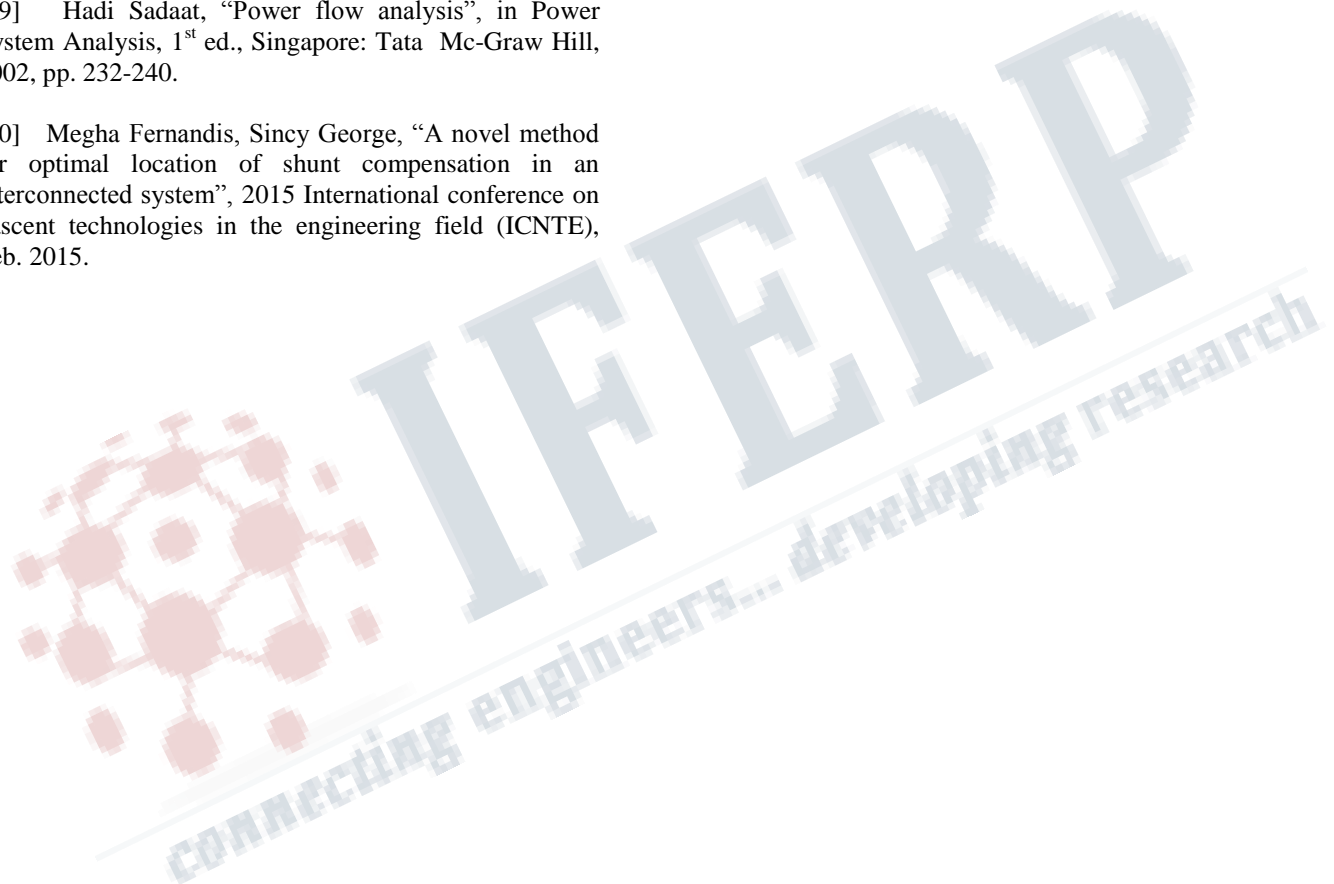 9] Hadi Sadaat, “Power flow analysis”, in Power
ystem Analysis, 1st ed., Singapore: Tata Mc-Graw Hill,
002, pp. 232-240.
0] Megha Fernandis, Sincy George, “A novel method
r optimal location of shunt compensation in an
terconnected system”, 2015 International conference on
scent technologies in the engineering field (ICNTE),
eb. 2015.
IFERP
connecting engineers... developing research